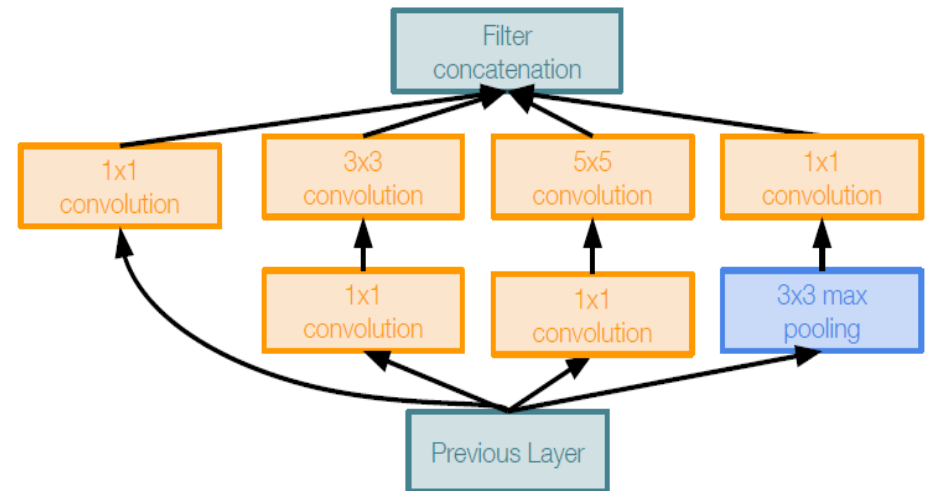 Filter
concatenation
1x1
convolution
3x3
convolution
5x5
convolution
1x1
convolution
1x1
convolution
1x1
convolution
3x3 max
pooling
Previous Layer